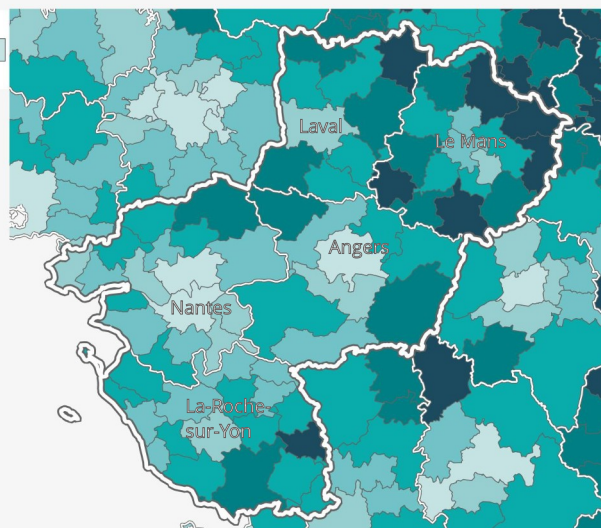 Laval
Le Mans
Angers
Nantes
La-Roche-
sur-Yon